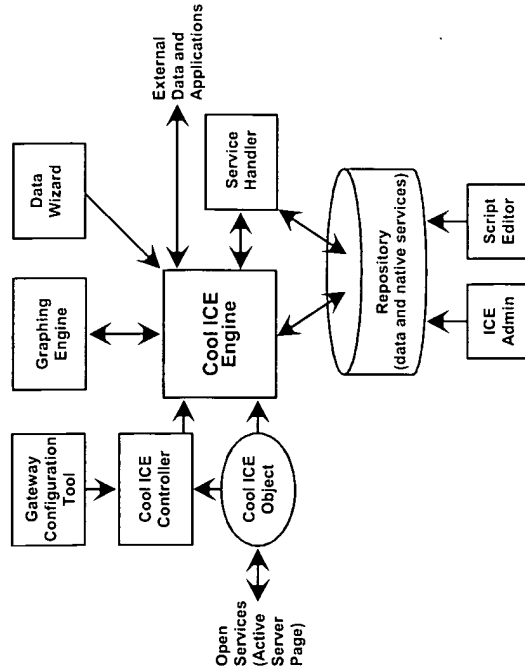 Gateway
Configuration
Tool
Graphing
Engine
Data
Wizard
Cool ICE
Controller
Cool ICE
Engine
External
Data and
Applications
Open
Services
(Active
Server
Page)
Cool ICE
Object
Service
Handler
Repository
(data and native services)
ICE
Admin
Script
Editor